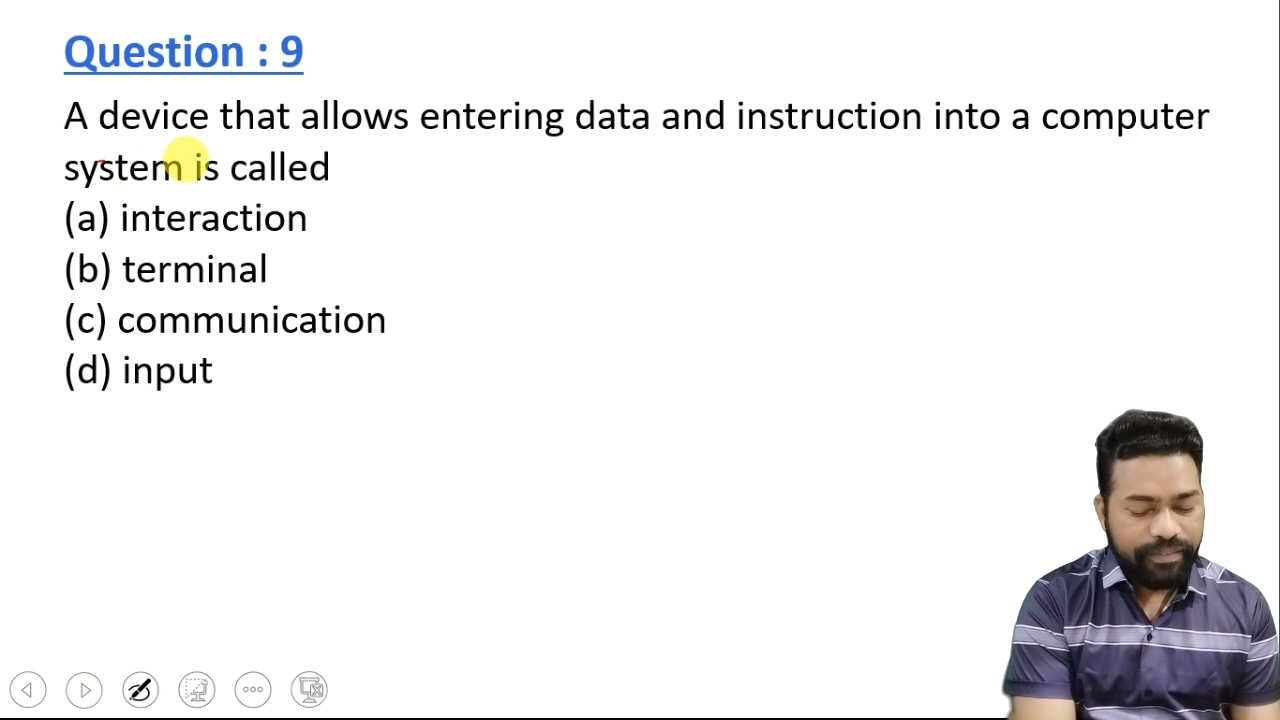 Question : 9
A device that allows entering data and instruction into a computer
system is called
(a) interaction
(b) terminal
(c) communication
(d) input